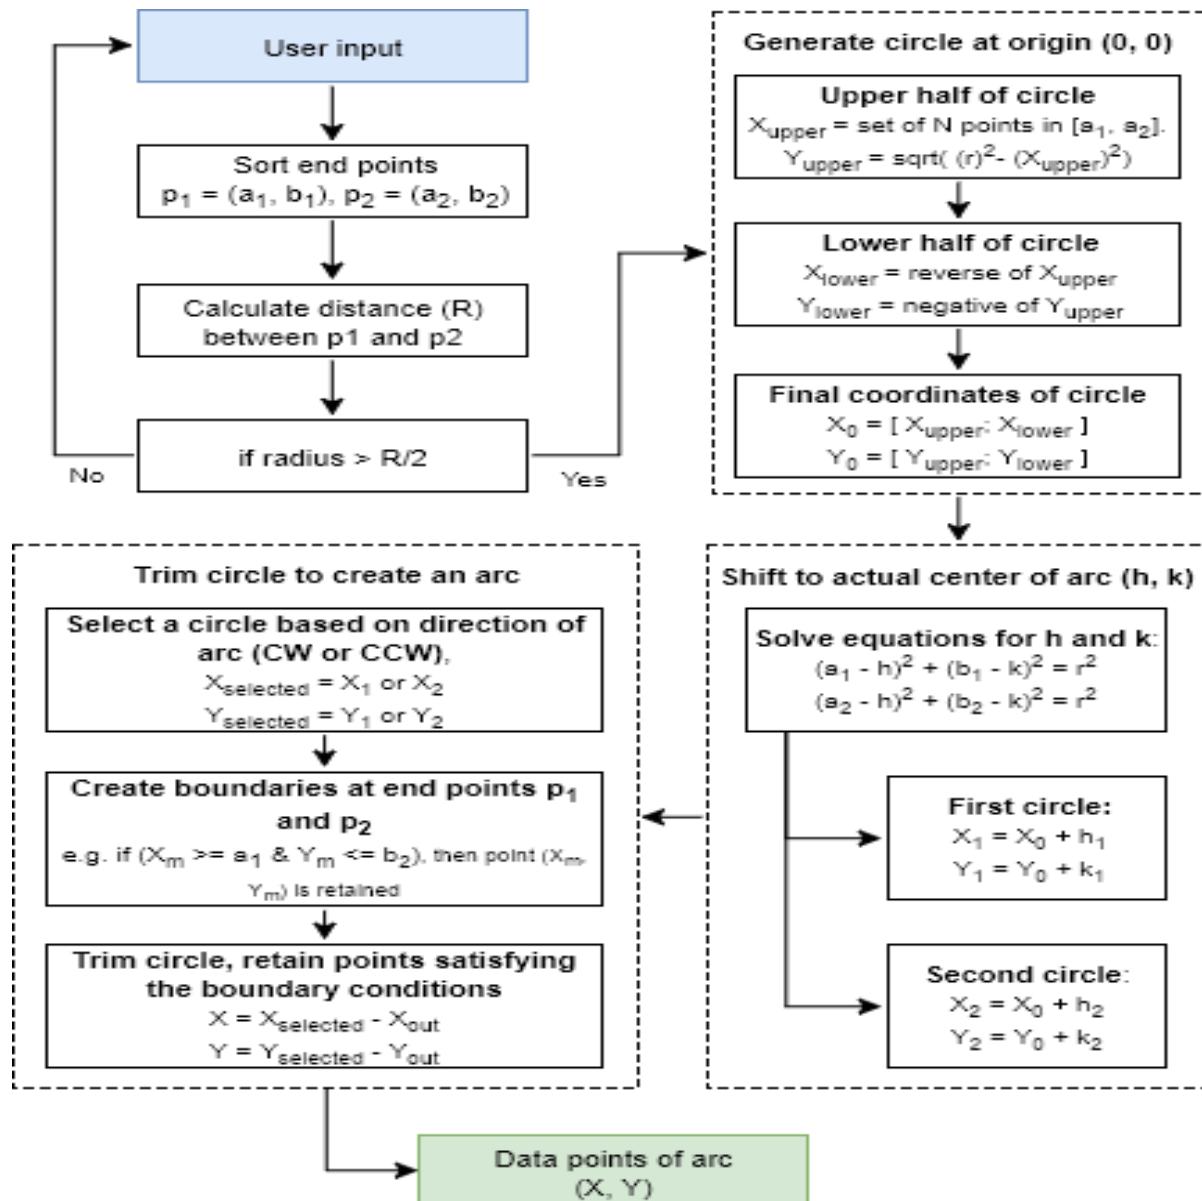 User input
Sort end points
p1 = (a1, b1), p2 = (a2, b2)
Calculate distance (R)
between p1 and p2
if radius > R/2
No
Yes
Generate circle at origin (0, 0)
Upper half of circle
Xupper = set of N points in [a1, a2].
Yupper = sqrt( (r)2- (Xupper)2)
Lower half of circle
Xlower = reverse of Xupper
Ylower = negative of Yupper
Final coordinates of circle
X0 = [ Xupper; Xlower ]
Y0 = [ Yupper; Ylower ]
Shift to actual center of arc (h, k)
Solve equations for h and k:
(a1 - h)2 + (b1 - k)2 = r2
(a2 - h)2 + (b2 - k)2 = r2
First circle:
X1 = X0 + h1
Y1 = Y0 + k1
Second circle:
X2 = X0 + h2
Y2 = Y0 + k2
Trim circle to create an arc
Select a circle based on direction of
arc (CW or CCW),
Xselected = X1 or X2
Yselected = Y1 or Y2
Create boundaries at end points p1
and p2
e.g. if (Xm >= a1 & Ym <= b2), then point (Xm,
Ym) is retained
Trim circle, retain points satisfying
the boundary conditions
X = Xselected - Xout
Y = Yselected - Yout
Data points of arc
(X, Y)